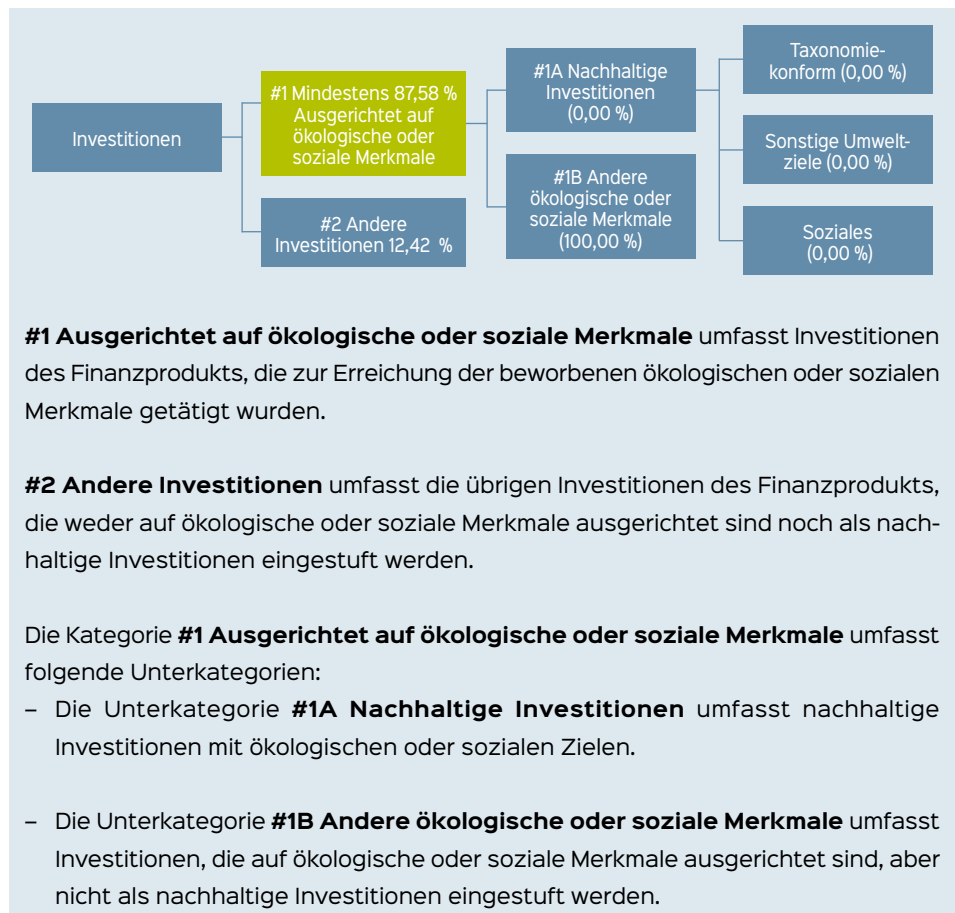 Investitionen
#1 Mindestens 87,58 %
Ausgerichtet auf
ökologische oder
soziale Merkmale
#2 Andere
Investitionen 12,42 %
#1A Nachhaltige
Investitionen
(0,00 %)
#1B Andere
ökologische oder
soziale Merkmale
(100,00 %)
Taxonomie-
konform (0,00 %)
Sonstige Umwelt-
ziele (0,00 %)
Soziales
(0,00 %)
#1 Ausgerichtet auf ökologische oder soziale Merkmale umfasst Investitionen
des Finanzprodukts, die zur Erreichung der beworbenen ökologischen oder sozialen
Merkmale getätigt wurden.
#2 Andere Investitionen umfasst die übrigen Investitionen des Finanzprodukts,
die weder auf ökologische oder soziale Merkmale ausgerichtet sind noch als nach-
haltige Investitionen eingestuft werden.
Die Kategorie #1 Ausgerichtet auf ökologische oder soziale Merkmale umfasst
folgende Unterkategorien:
– Die Unterkategorie #1A Nachhaltige Investitionen umfasst nachhaltige
Investitionen mit ökologischen oder sozialen Zielen.
– Die Unterkategorie #1B Andere ökologische oder soziale Merkmale umfasst
Investitionen, die auf ökologische oder soziale Merkmale ausgerichtet sind, aber
nicht als nachhaltige Investitionen eingestuft werden.